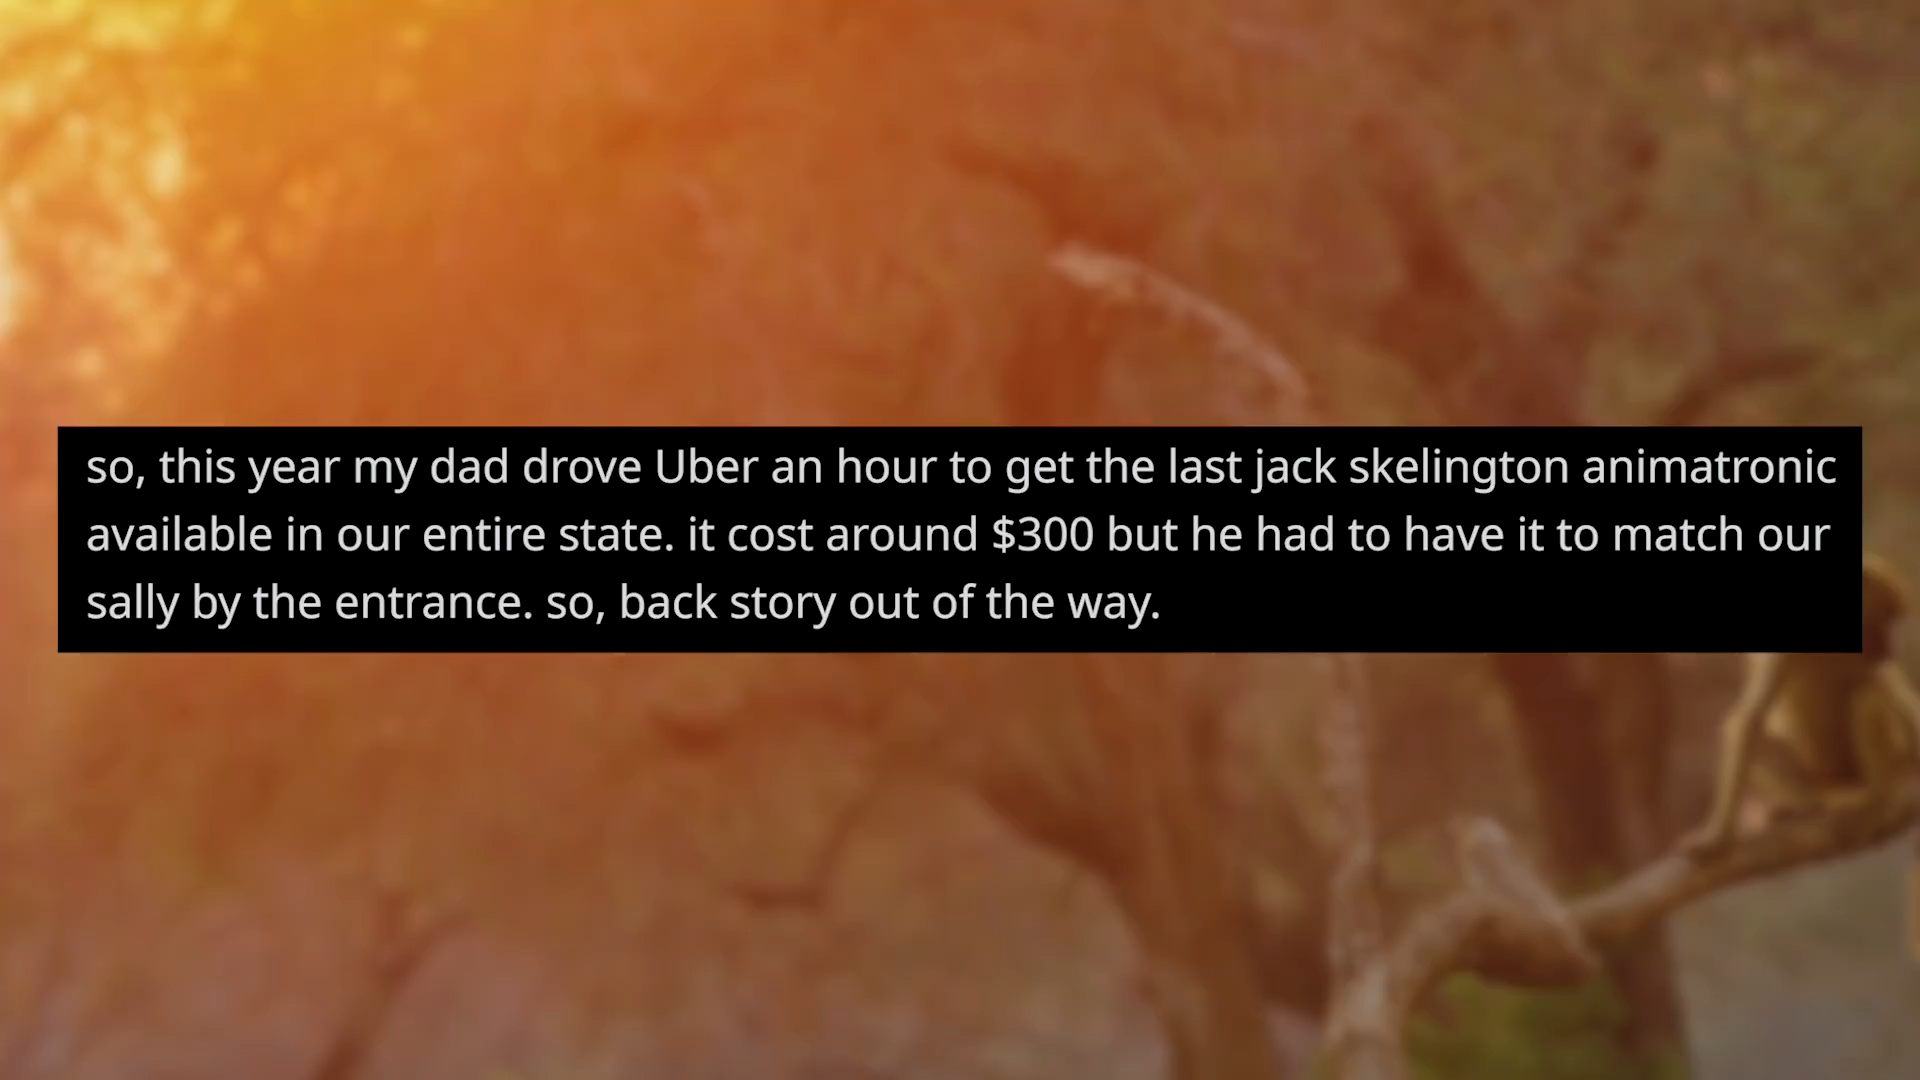 so, this year my dad drove Uber an hour to get the last jack skelington animatronic
available in our entire state. it cost around $300 but he had to have it to match our
sally by the entrance. so, back story out of the way.